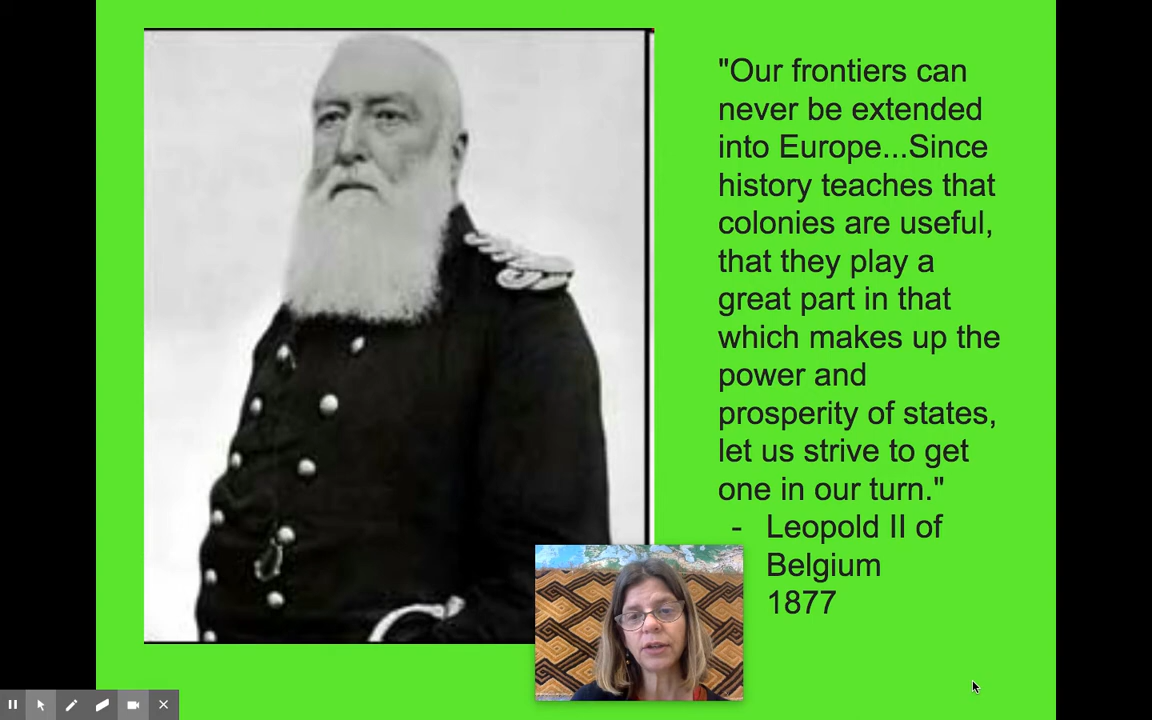 "Our frontiers can
never be extended
into Europe...Since
history teaches that
colonies are useful,
that they play a
great part in that
which makes up the
power and
prosperity of states,
let us strive to get
one in our turn."
- Leopold II of
Belgium
1877